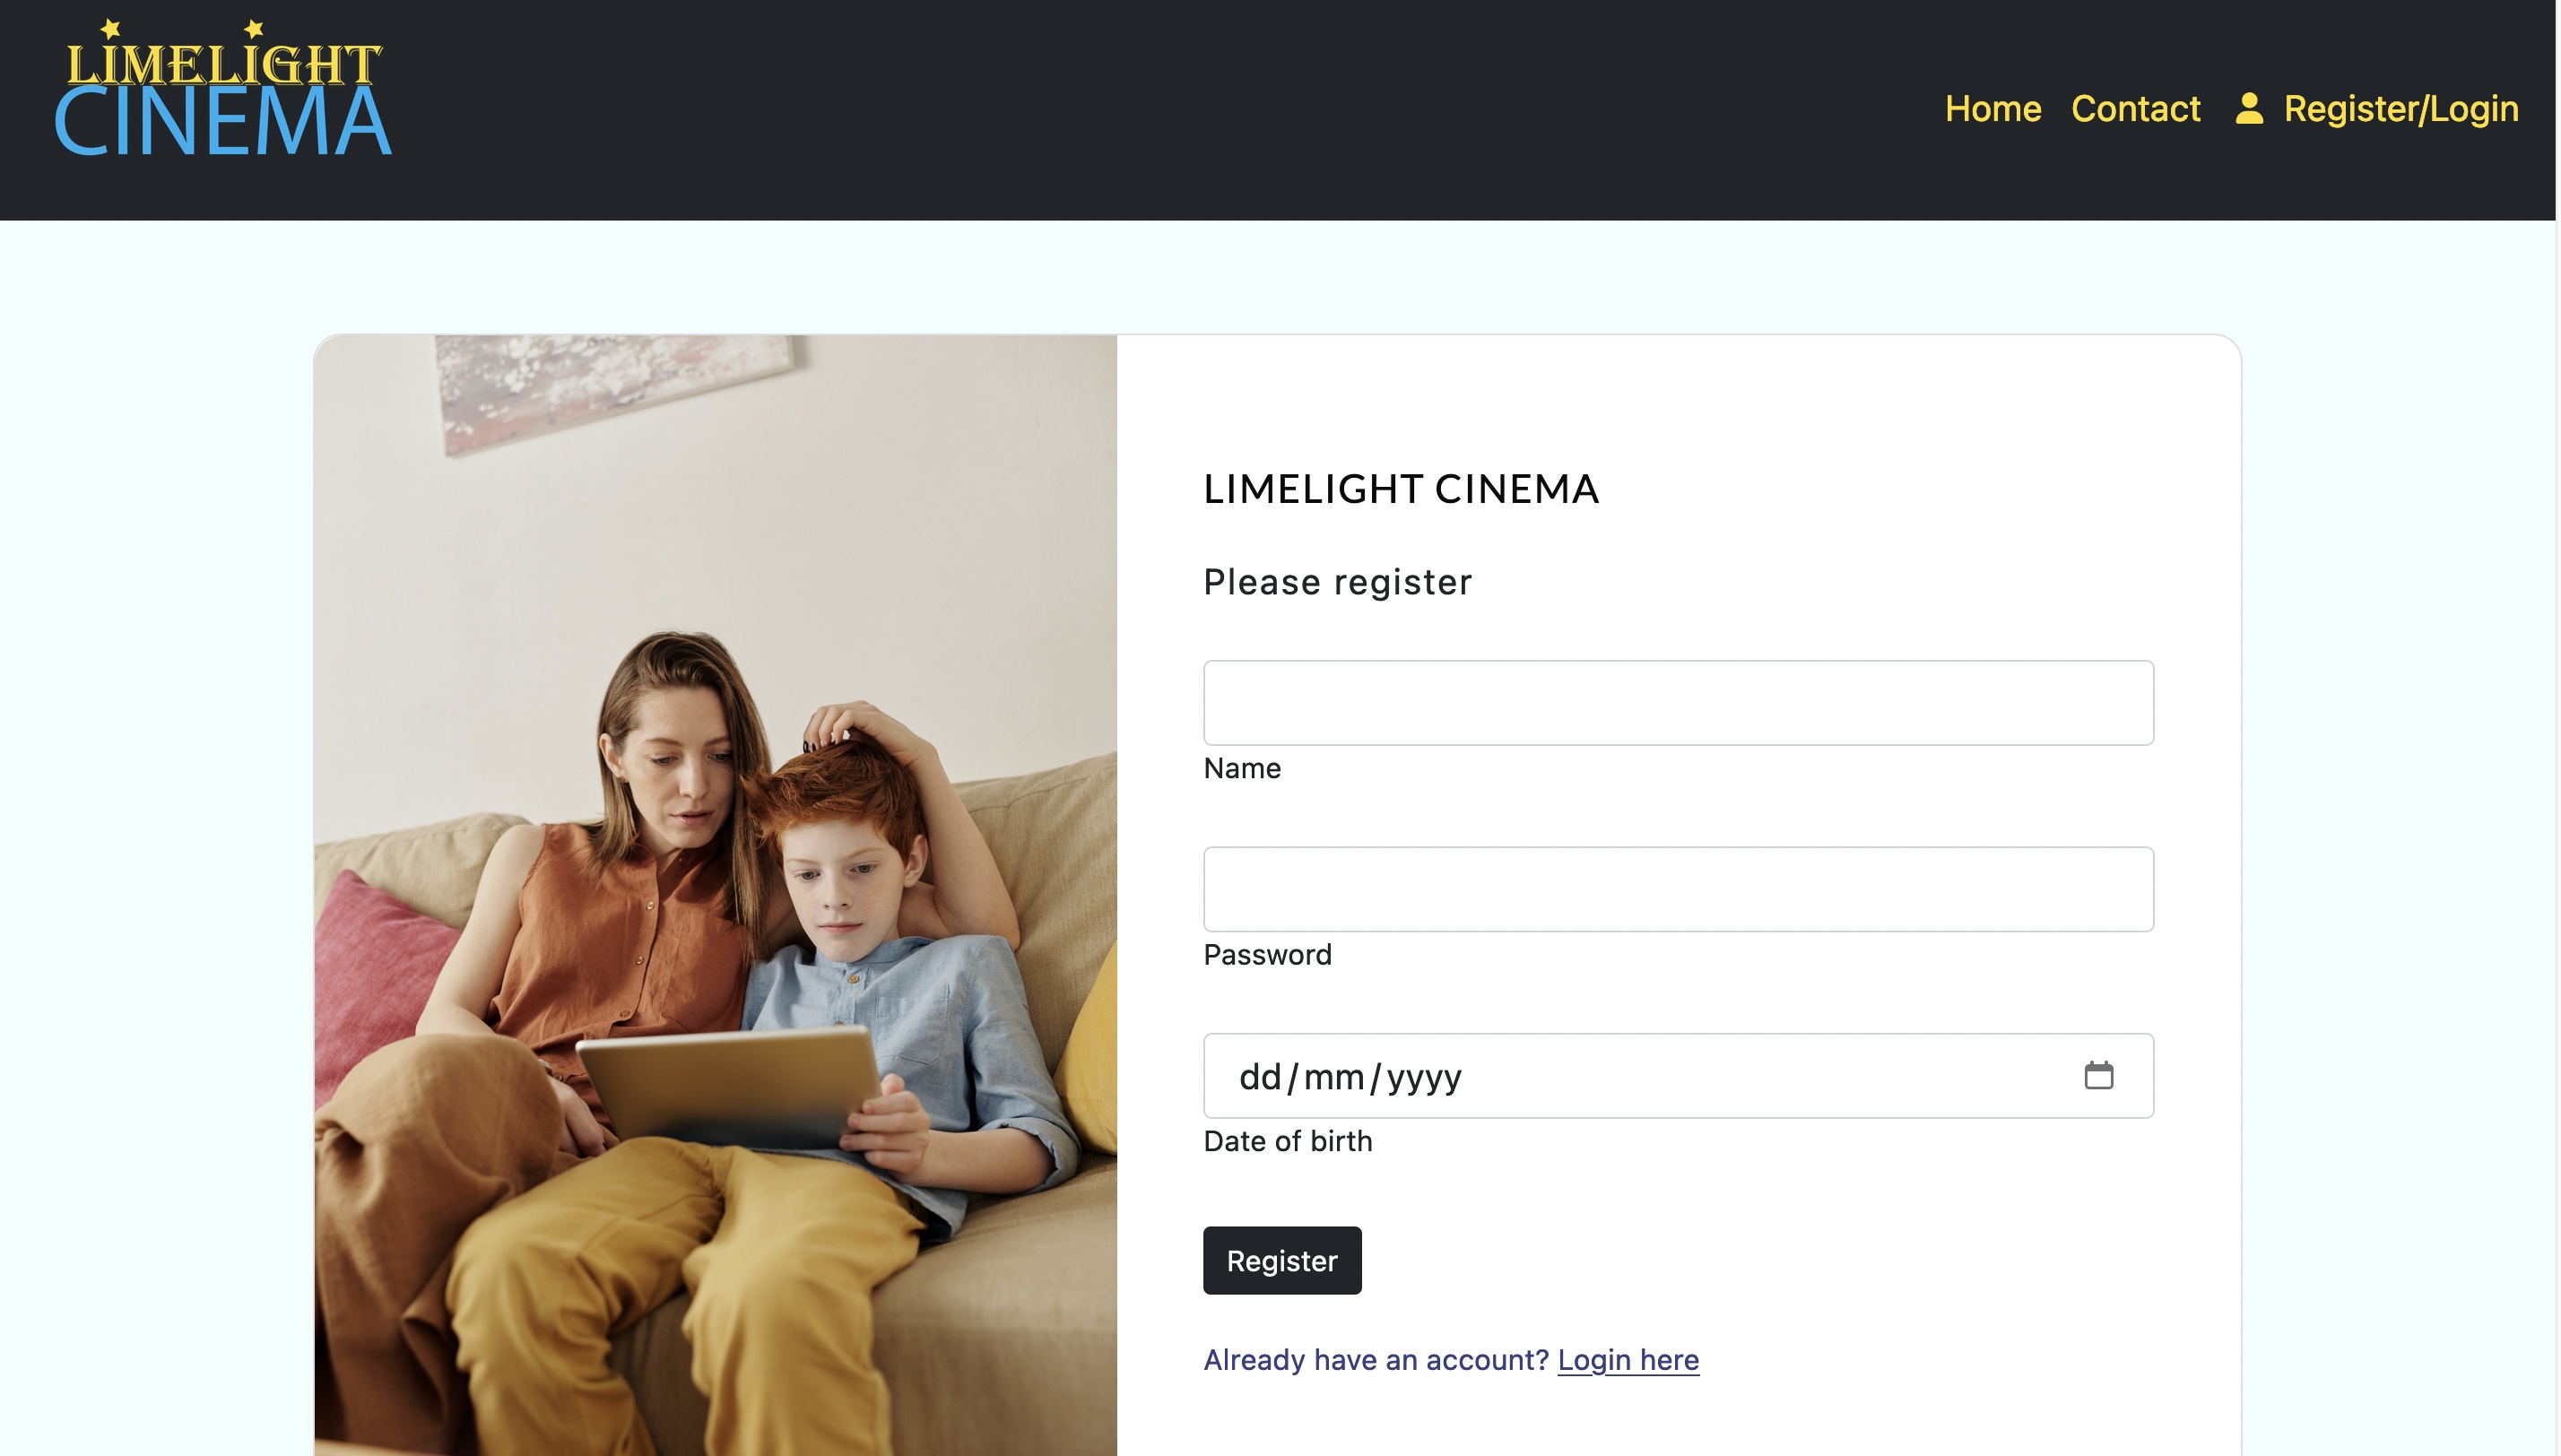 LIMELIGHT
CINEMA
Home Contact Register/Login
LIMELIGHT CINEMA
Please register
Name
Password
dd/mm/yyyy
Date of birth
Register
Already have an account? Login here